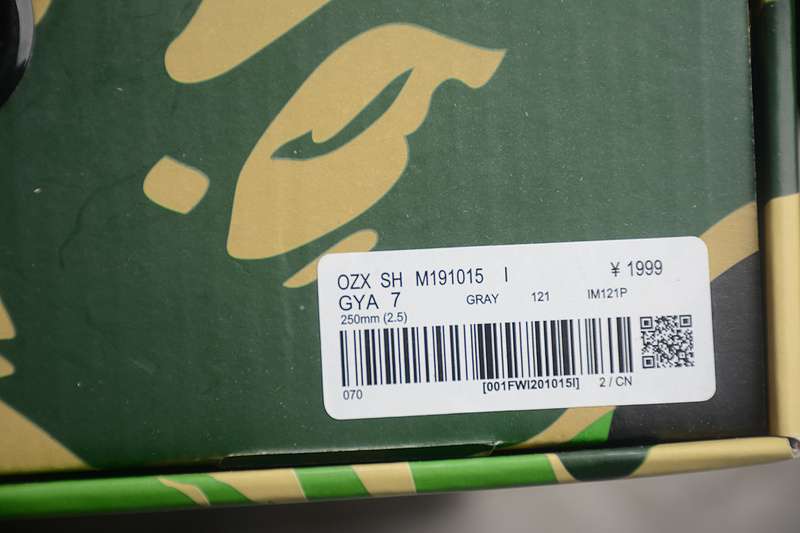 OZX SH M191015 I ¥ 1999
GYA 7 GRAY 121 IM121P
250mm (2.5)
070 [001FWI201015I] 2 / CN